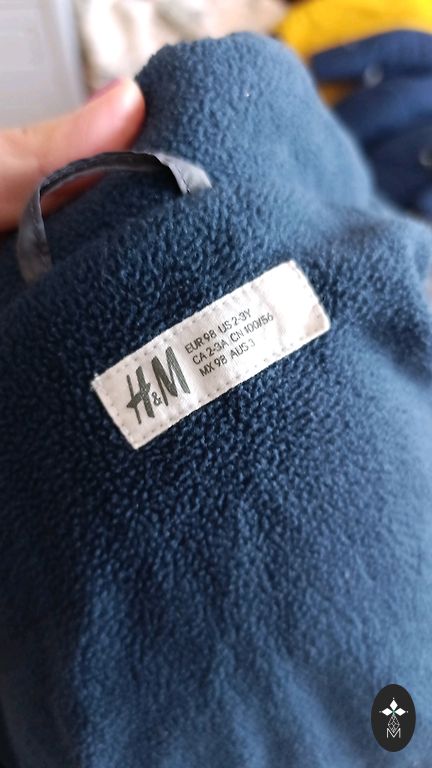 H&M
EUR 98 US 2-3Y
CA 2-3A. CN 100/56
MX 98 AUS 3
M